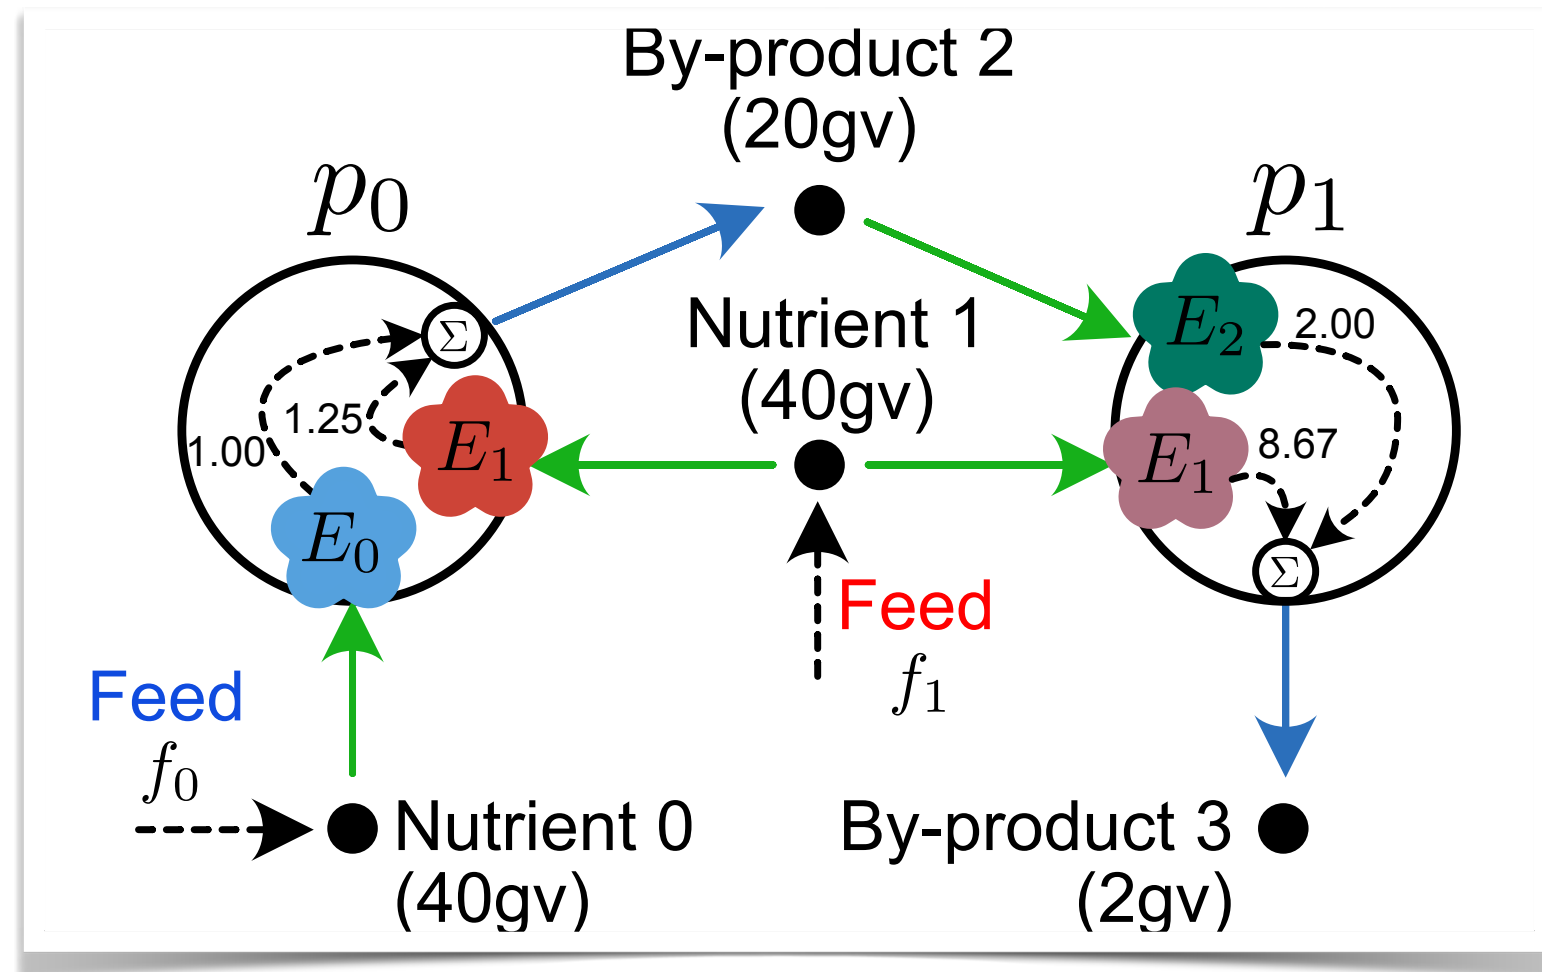 By-product 2
(20gv)
p0
p1
Σ
E2
2.00
Nutrient 1
(40gv)
1.25
1.00
E1
E1
8.67
E0
Σ
Feed
f1
Feed
f0
Nutrient 0
(40gv)
By-product 3
(2gv)